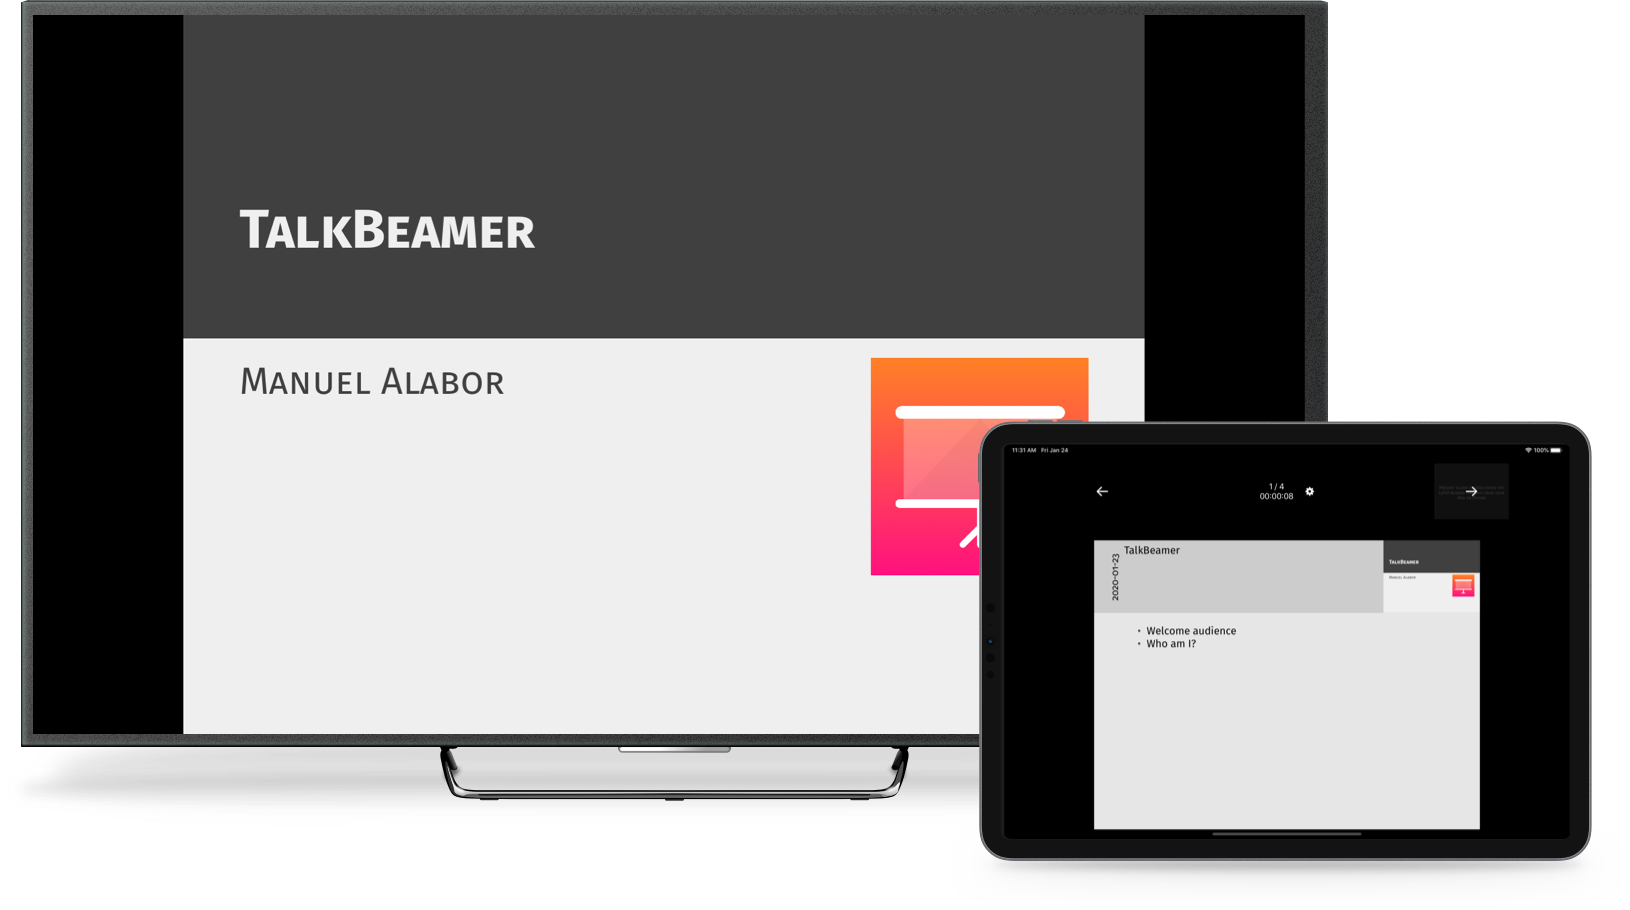 TALKBEAMER
MANUEL ALABOR
11:31 AM Fri Jan 24
100%
1 / 4
00:00:08
2020-01-23
TalkBeamer
TALKBEAMER
MANUEL ALABOR
• Welcome audience
• Who am I?